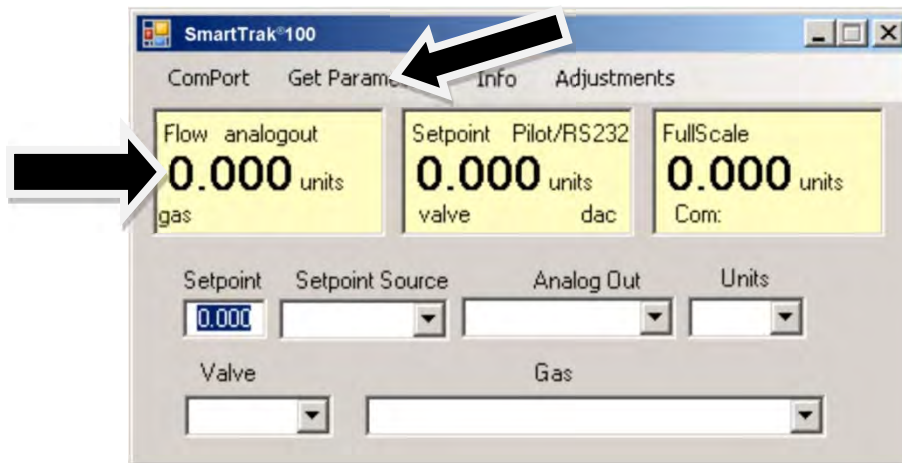 SmartTrak®100
ComPort Get Info Adjustments
Flow analogout Setpoint Pilot/RS232 FullScale
0.000 units 0.000 units 0.000 units
gas valve dac Com:
Setpoint Setpoint Source Analog Out Units
0.000
Valve Gas